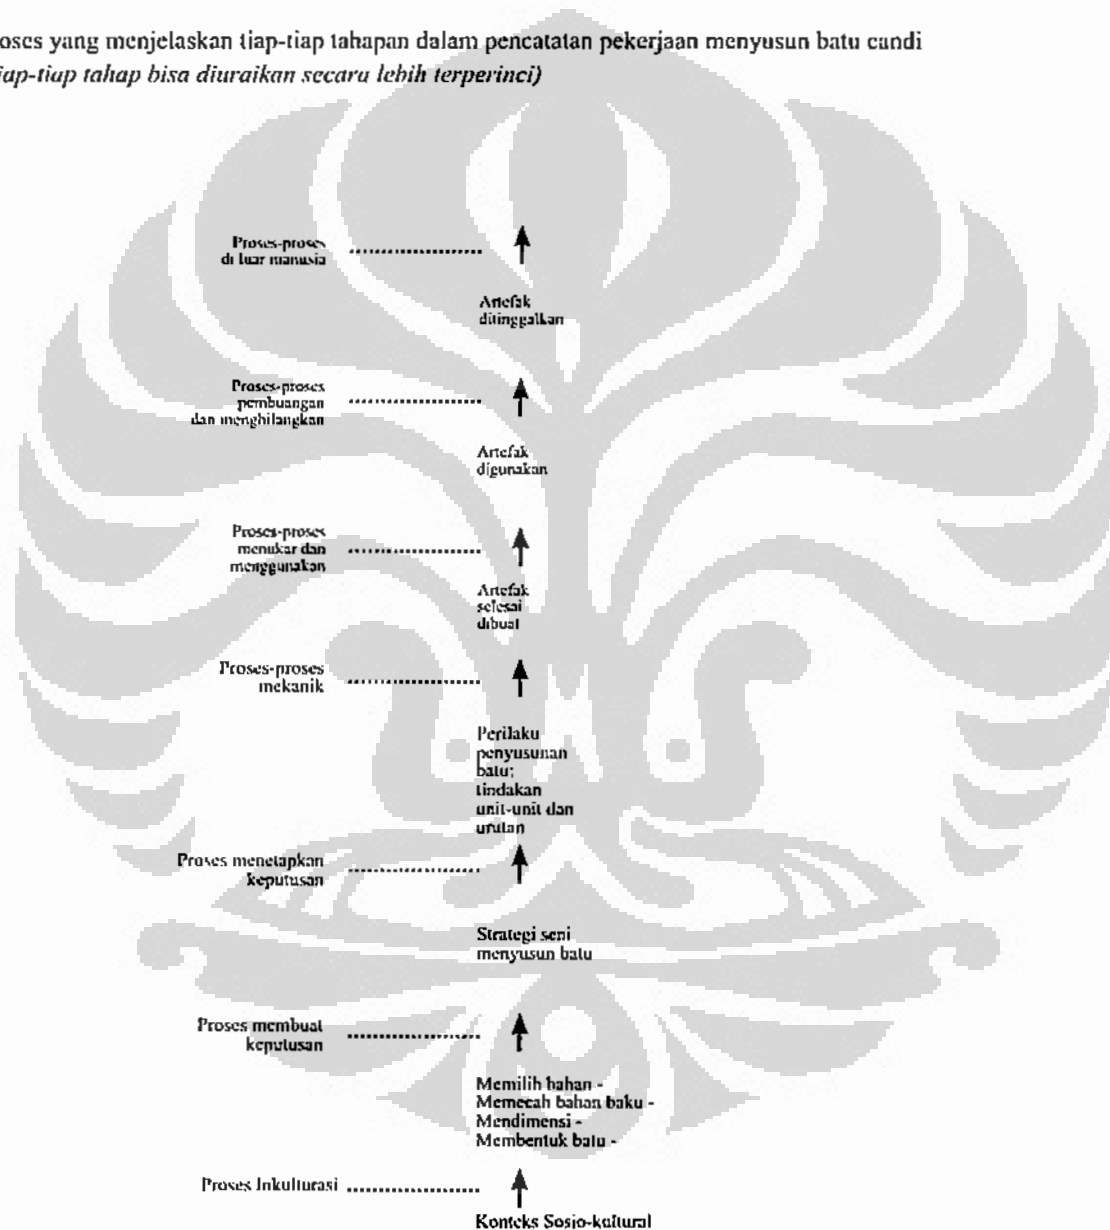 oses yang menjelaskan tiap-tiap tahapan dalam pencatatan pekerjaan menyusun batu candi
iap-tiap tahap bisa diuraikan secara lebih terperinci)
Proses-proses
di luar manusia
Artefak
ditinggalkan
Proses-proses
pembuangan
dan menghilangkan
Artefak
digunakan
Proses-proses
menukar dan
menggunakan
Artefak
selesai
dibuat
Proses-proses
mekanik
Perilaku
penyusunan
batu;
tindakan
unit-unit dan
urutan
Proses menetapkan
keputusan
Strategi seni
menyusun batu
Proses membuat
keputusan
Memilih bahan -
Memecah bahan baku -
Mendimensi -
Membentuk batu -
Proses Inkulturasi
Konteks Sosio-kultural